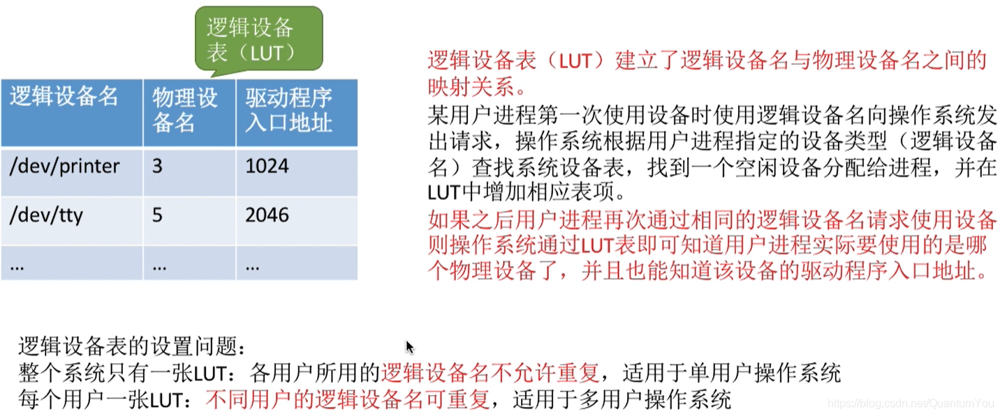 逻辑设备
表（LUT）
逻辑设备名
物理设
备名
驱动程序
入口地址
/dev/printer
3
1024
/dev/tty
5
2046
...
...
...
逻辑设备表（LUT）建立了逻辑设备名与物理设备名之间的
映射关系。
某用户进程第一次使用设备时使用逻辑设备名向操作系统发
出请求，操作系统根据用户进程指定的设备类型（逻辑设备
名）查找系统设备表，找到一个空闲设备分配给进程，并在
LUT中增加相应表项。
如果之后用户进程再次通过相同的逻辑设备名请求使用设备
则操作系统通过LUT表即可知道用户进程实际要使用的是哪
个物理设备了，并且也能知道该设备的驱动程序入口地址。
逻辑设备表的设置问题：
整个系统只有一张LUT：各用户所用的逻辑设备名不允许重复，适用于单用户操作系统
每个用户一张LUT：不同用户的逻辑设备名可重复，适用于多用户操作系统
https://blog.csdn.net/QuantumYou